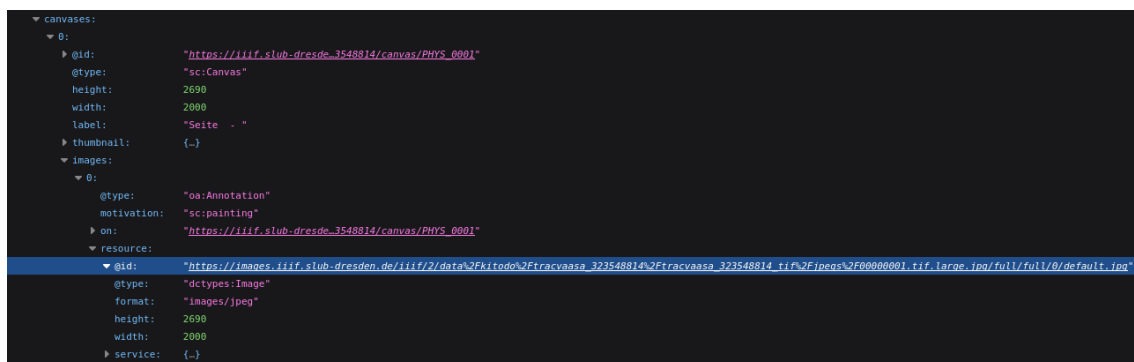 canvases:
0:
@id: "https://iiif.slub-dresde…3548814/canvas/PHYS_0001"
@type: "sc:Canvas"
height: 2690
width: 2000
label: "Seite  - "
thumbnail: {…}
images:
0:
@type: "oa:Annotation"
motivation: "sc:painting"
on: "https://iiif.slub-dresde…3548814/canvas/PHYS_0001"
resource:
@id: "https://images.iiif.slub-dresden.de/iiif/2/data%2Fkitodo%2Ftracvaasa_323548814%2Ftracvaasa_323548814_tif%2Fjpegs%2F00000001.tif.large.jpg/full/full/0/default.jpg"
@type: "dctypes:Image"
format: "images/jpeg"
height: 2690
width: 2000
service: {…}